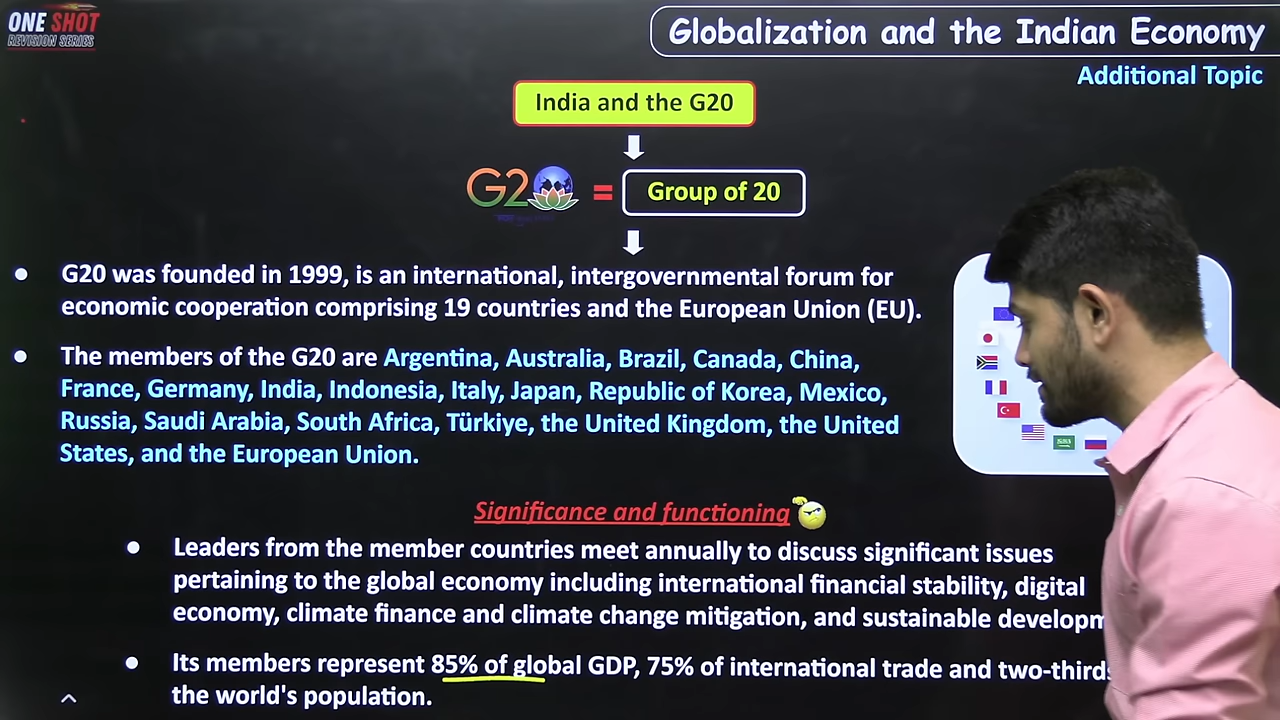 ONE SHOT
REVISION SERIES
Globalization and the Indian Economy
Additional Topic
India and the G20
G20 = Group of 20
● G20 was founded in 1999, is an international, intergovernmental forum for
economic cooperation comprising 19 countries and the European Union (EU).
● The members of the G20 are Argentina, Australia, Brazil, Canada, China,
France, Germany, India, Indonesia, Italy, Japan, Republic of Korea, Mexico,
Russia, Saudi Arabia, South Africa, Türkiye, the United Kingdom, the United
States, and the European Union.
Significance and functioning
● Leaders from the member countries meet annually to discuss significant issues
pertaining to the global economy including international financial stability, digital
economy, climate finance and climate change mitigation, and sustainable developm
● Its members represent 85% of global GDP, 75% of international trade and two-thirds
the world's population.